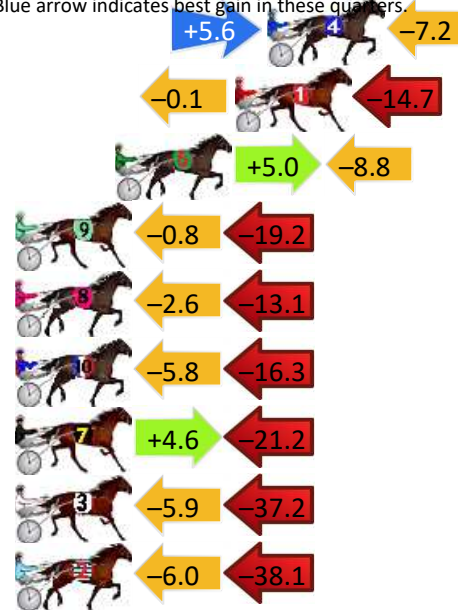 Blue arrow indicates best gain in these quarters.
+5.6 4 –7.2
–0.1 1 –14.7
+5.0 –8.8
9 –0.8 –19.2
8 –2.6 –13.1
10 –5.8 –16.3
7 +4.6 –21.2
3 –5.9 –37.2
2 –6.0 –38.1